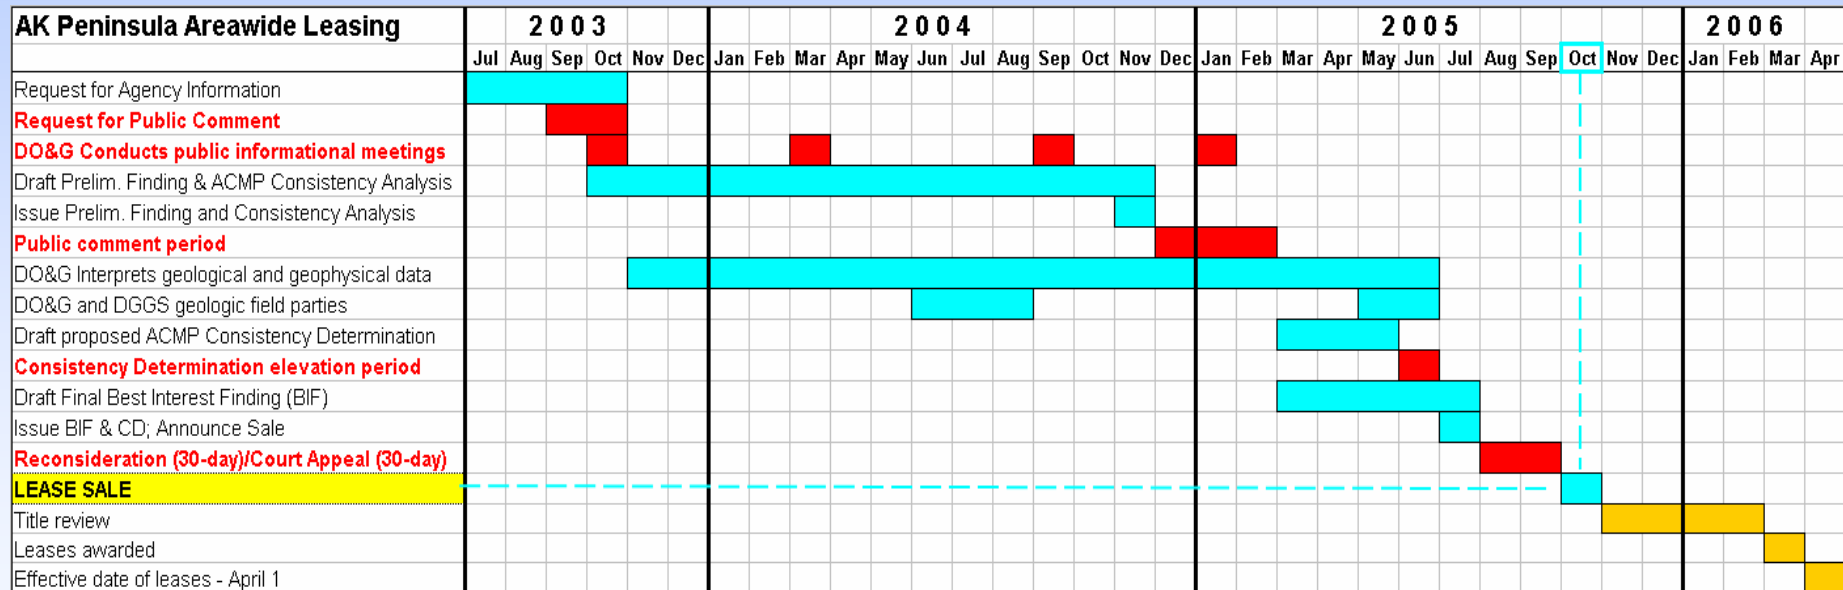 AK Peninsula Areawide Leasing 2003 2004 2005 2006
Jul Aug Sep Oct Nov Dec Jan Feb Mar Apr May Jun Jul Aug Sep Oct Nov Dec Jan Feb Mar Apr May Jun Jul Aug Sep Oct Nov Dec Jan Feb Mar Apr
Request for Agency Information
Request for Public Comment
DO&G Conducts public informational meetings
Draft Prelim. Finding & ACMP Consistency Analysis
Issue Prelim. Finding and Consistency Analysis
Public comment period
DO&G Interprets geological and geophysical data
DO&G and DGGS geologic field parties
Draft proposed ACMP Consistency Determination
Consistency Determination elevation period
Draft Final Best Interest Finding (BIF)
Issue BIF & CD; Announce Sale
Reconsideration (30-day)/Court Appeal (30-day)
LEASE SALE
Title review
Leases awarded
Effective date of leases - April 1